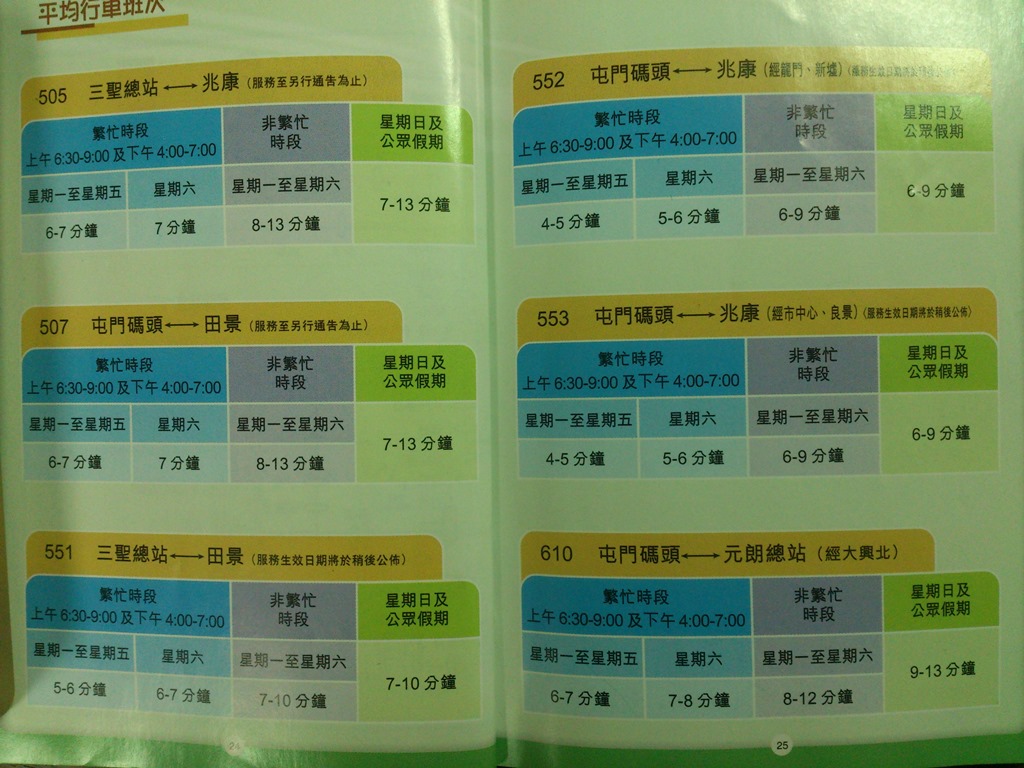 平均行車班次
505 三聖總站 ⟷ 兆康 (服務至另行通告為止)
繁忙時段
上午 6:30-9:00 及下午 4:00-7:00
非繁忙
時段
星期日及
公眾假期
星期一至星期五
星期六
星期一至星期六
6-7 分鐘
7 分鐘
8-13 分鐘
7-13 分鐘
507 屯門碼頭 ⟷ 田景 (服務至另行通告為止)
繁忙時段
上午 6:30-9:00 及下午 4:00-7:00
非繁忙
時段
星期日及
公眾假期
星期一至星期五
星期六
星期一至星期六
6-7 分鐘
7 分鐘
8-13 分鐘
7-13 分鐘
551 三聖總站 ⟷ 田景 (服務生效日期將於稍後公佈)
繁忙時段
上午 6:30-9:00 及下午 4:00-7:00
非繁忙
時段
星期日及
公眾假期
星期一至星期五
星期六
星期一至星期六
5-6 分鐘
6-7 分鐘
7-10 分鐘
7-10 分鐘
24
552 屯門碼頭 ⟷ 兆康 (經龍門、新墟) (服務生效日期將於稍後公佈)
繁忙時段
上午 6:30-9:00 及下午 4:00-7:00
非繁忙
時段
星期日及
公眾假期
星期一至星期五
星期六
星期一至星期六
4-5 分鐘
5-6 分鐘
6-9 分鐘
6-9 分鐘
553 屯門碼頭 ⟷ 兆康 (經市中心、良景) (服務生效日期將於稍後公佈)
繁忙時段
上午 6:30-9:00 及下午 4:00-7:00
非繁忙
時段
星期日及
公眾假期
星期一至星期五
星期六
星期一至星期六
4-5 分鐘
5-6 分鐘
6-9 分鐘
6-9 分鐘
610 屯門碼頭 ⟷ 元朗總站 (經大興北)
繁忙時段
上午 6:30-9:00 及下午 4:00-7:00
非繁忙
時段
星期日及
公眾假期
星期一至星期五
星期六
星期一至星期六
6-7 分鐘
7-8 分鐘
8-12 分鐘
9-13 分鐘
25